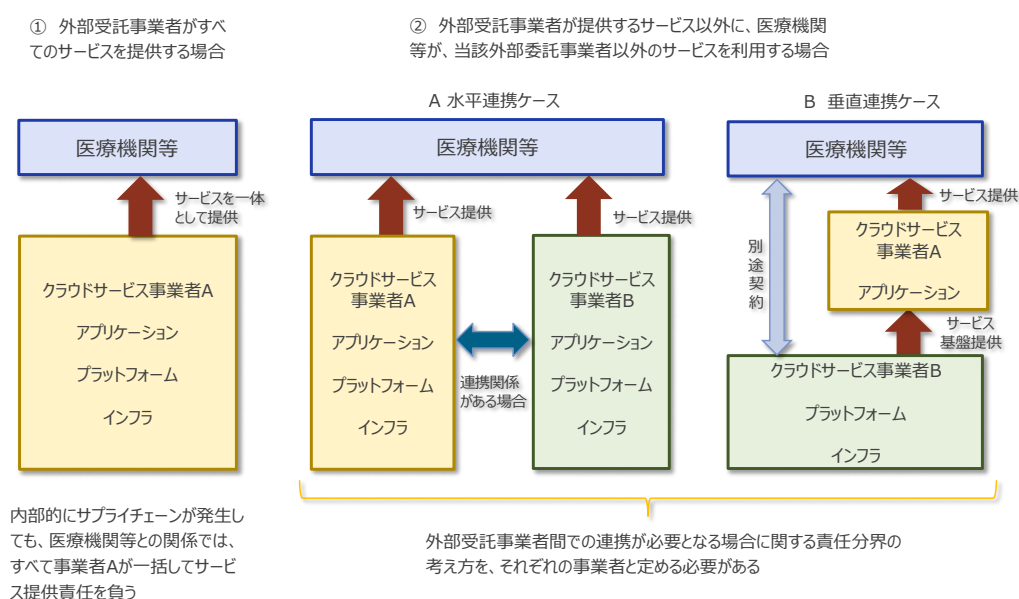 ① 外部受託事業者がすべ
てのサービスを提供する場合
② 外部受託事業者が提供するサービス以外に、医療機関
等が、当該外部委託事業者以外のサービスを利用する場合
A 水平連携ケース
B 垂直連携ケース
医療機関等
サービスを一体
として提供
クラウドサービス事業者A
アプリケーション
プラットフォーム
インフラ
内部的にサプライチェーンが発生し
ても、医療機関等との関係では、
すべて事業者Aが一括してサービ
ス提供責任を負う
医療機関等
サービス提供
サービス提供
クラウドサービス
事業者A
アプリケーション
プラットフォーム
インフラ
連携関係
がある場合
クラウドサービス
事業者B
アプリケーション
プラットフォーム
インフラ
医療機関等
別途契約
サービス提供
クラウドサービス
事業者A
アプリケーション
サービス
基盤提供
クラウドサービス事業者B
プラットフォーム
インフラ
外部受託事業者間での連携が必要となる場合に関する責任分界の
考え方を、それぞれの事業者と定める必要がある